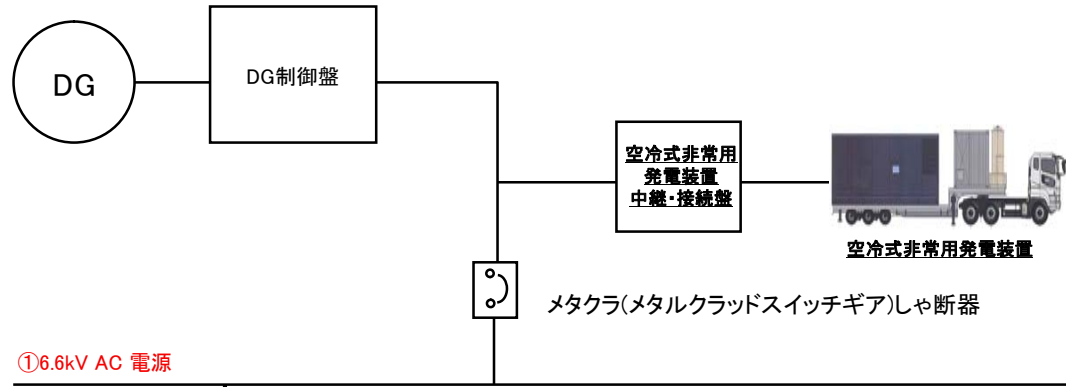 DG
DG制御盤
空冷式非常用
発電装置
中継・接続盤
空冷式非常用発電装置
メタクラ(メタルクラッドスイッチギア)しゃ断器
①6.6kV AC 電源